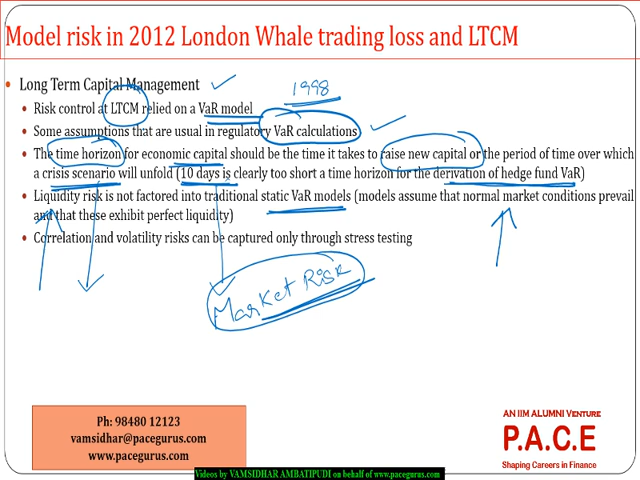 Model risk in 2012 London Whale trading loss and LTCM
• Long Term Capital Management
1998
• Risk control at LTCM relied on a VaR model
• Some assumptions that are usual in regulatory VaR calculations
• The time horizon for economic capital should be the time it takes to raise new capital or the period of time over which
a crisis scenario will unfold (10 days is clearly too short a time horizon for the derivation of hedge fund VaR)
• Liquidity risk is not factored into traditional static VaR models (models assume that normal market conditions prevail
and that these exhibit perfect liquidity)
• Correlation and volatility risks can be captured only through stress testing
Market Risk
Ph: 98480 12123
vamsidhar@pacegurus.com
www.pacegurus.com
AN IIM ALUMNI VENTURE
P.A.C.E
Shaping Careers in Finance
Videos by VAMSIDHAR AMBATIPUDI on behalf of www.pacegurus.com